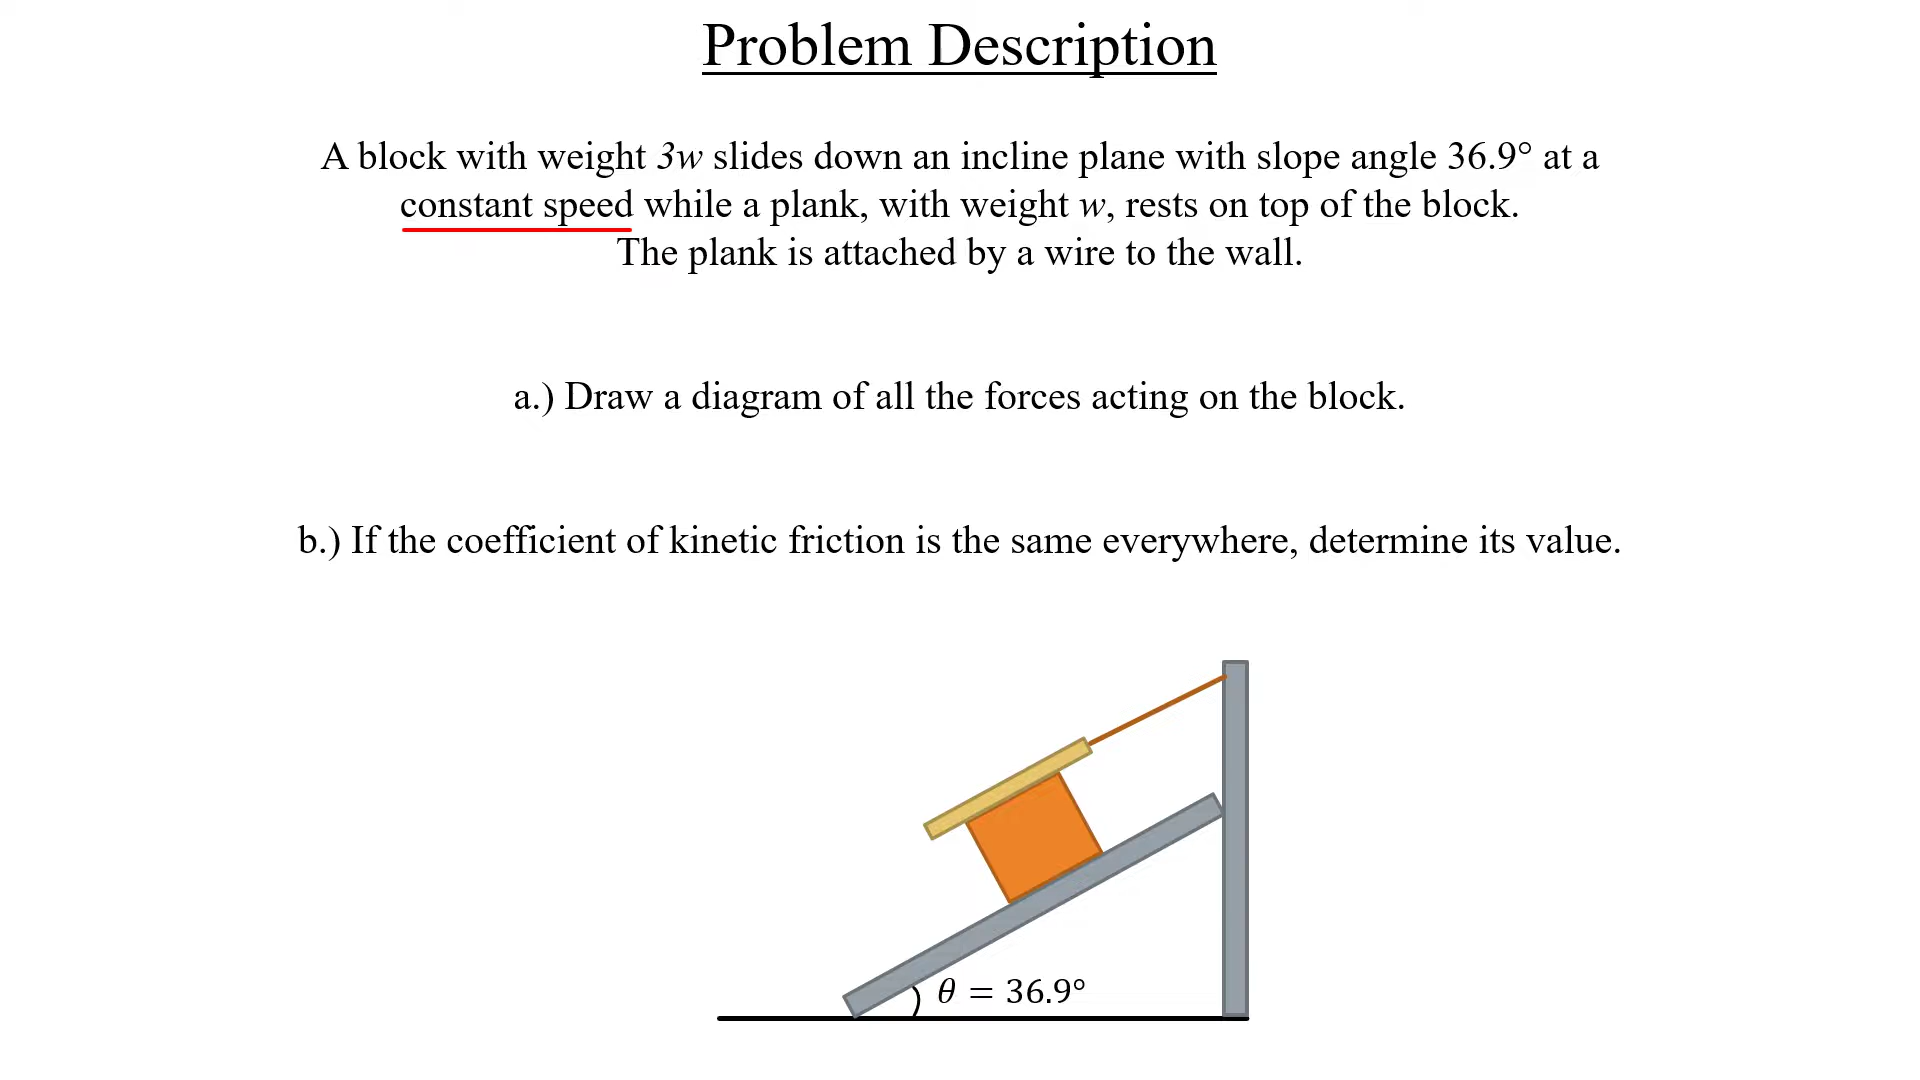 Problem Description
A block with weight 3w slides down an incline plane with slope angle 36.9° at a
constant speed while a plank, with weight w, rests on top of the block.
The plank is attached by a wire to the wall.
a.) Draw a diagram of all the forces acting on the block.
b.) If the coefficient of kinetic friction is the same everywhere, determine its value.
θ = 36.9°